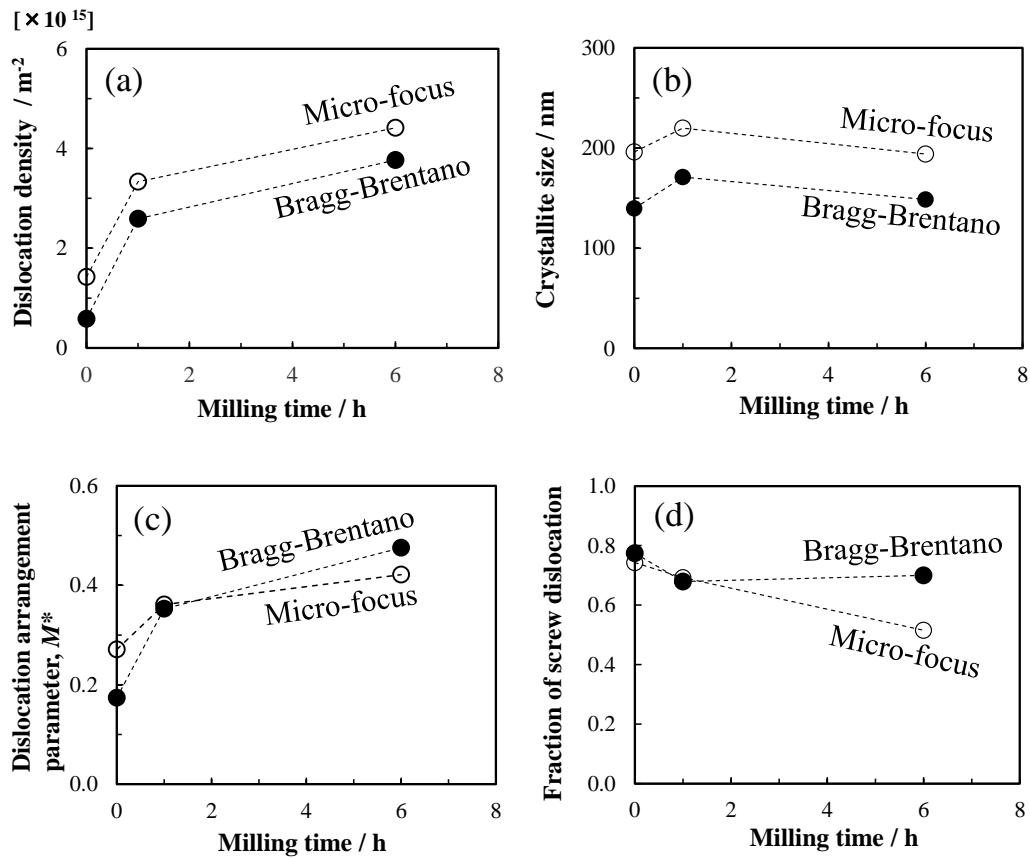 [×10 15]
6
4
2
0
Dislocation density / m-2
(a)
Micro-focus
Bragg-Brentano
0 2 4 6 8
Milling time / h
300
200
100
0
Crystallite size / nm
(b)
Micro-focus
Bragg-Brentano
0 2 4 6 8
Milling time / h
0.6
0.4
0.2
0.0
Dislocation arrangement
parameter, M*
(c)
Bragg-Brentano
Micro-focus
0 2 4 6 8
Milling time / h
1.0
0.8
0.6
0.4
0.2
0.0
Fraction of screw dislocation
(d)
Bragg-Brentano
Micro-focus
0 2 4 6 8
Milling time / h